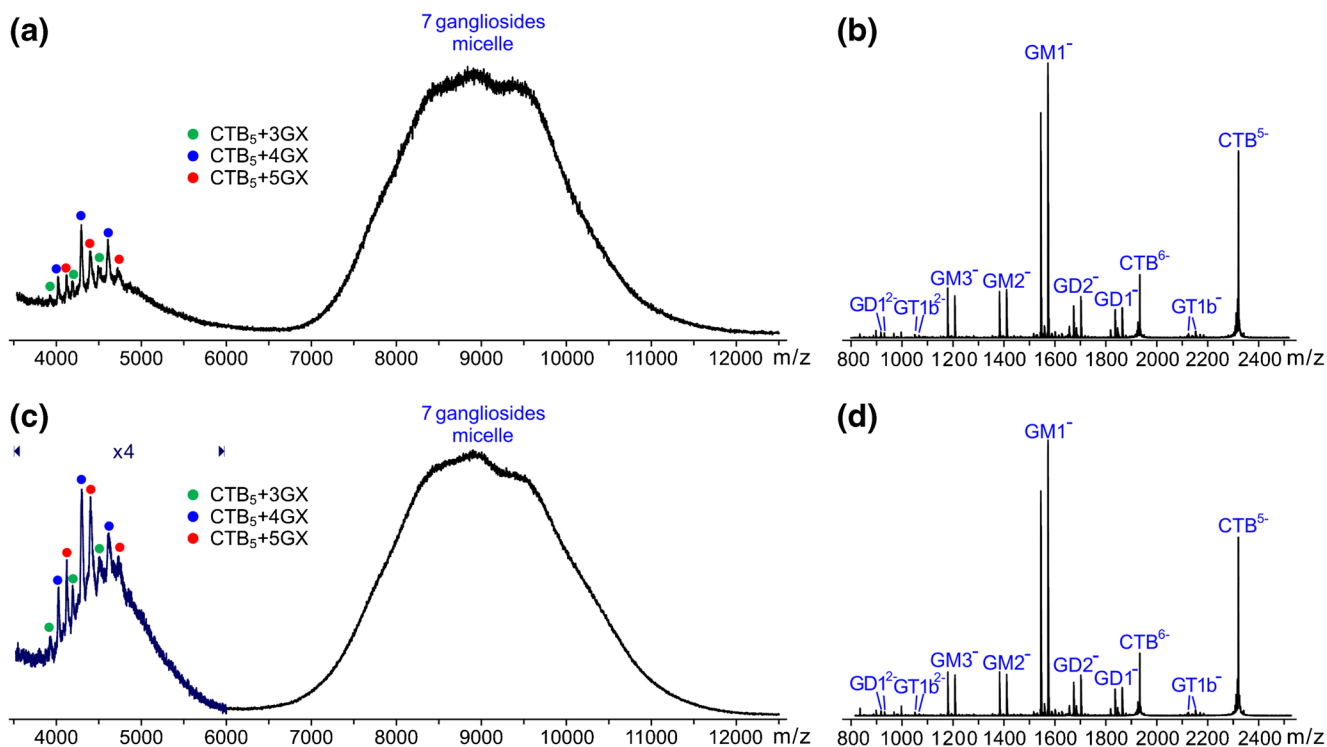 (a)
7 gangliosides
micelle
CTB₅+3GX
CTB₅+4GX
CTB₅+5GX
4000 5000 6000 7000 8000 9000 10000 11000 12000 m/z
(b)
GM1⁻
CTB⁵⁻
CTB⁶⁻
GM3⁻
GM2⁻
GD2⁻
GD1⁻
GD1²⁻
GT1b²⁻
GT1b⁻
800 1000 1200 1400 1600 1800 2000 2200 2400 m/z
(c)
7 gangliosides
micelle
x4
CTB₅+3GX
CTB₅+4GX
CTB₅+5GX
4000 5000 6000 7000 8000 9000 10000 11000 12000 m/z
(d)
GM1⁻
CTB⁵⁻
CTB⁶⁻
GM3⁻
GM2⁻
GD2⁻
GD1⁻
GD1²⁻
GT1b²⁻
GT1b⁻
800 1000 1200 1400 1600 1800 2000 2200 2400 m/z